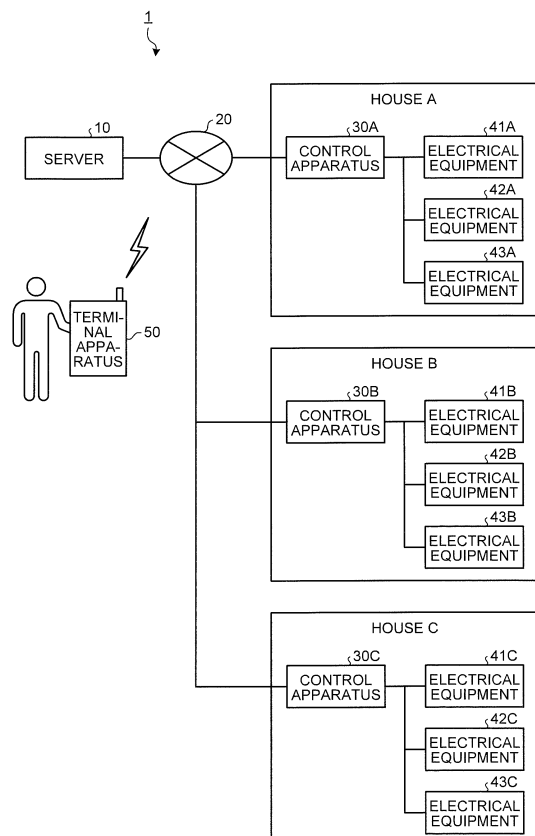 1
HOUSE A
10
SERVER
20
30A
CONTROL
APPARATUS
41A
ELECTRICAL
EQUIPMENT
42A
ELECTRICAL
EQUIPMENT
43A
ELECTRICAL
EQUIPMENT
TERMI-
NAL
APPA-
RATUS
50
HOUSE B
30B
CONTROL
APPARATUS
41B
ELECTRICAL
EQUIPMENT
42B
ELECTRICAL
EQUIPMENT
43B
ELECTRICAL
EQUIPMENT
HOUSE C
30C
CONTROL
APPARATUS
41C
ELECTRICAL
EQUIPMENT
42C
ELECTRICAL
EQUIPMENT
43C
ELECTRICAL
EQUIPMENT